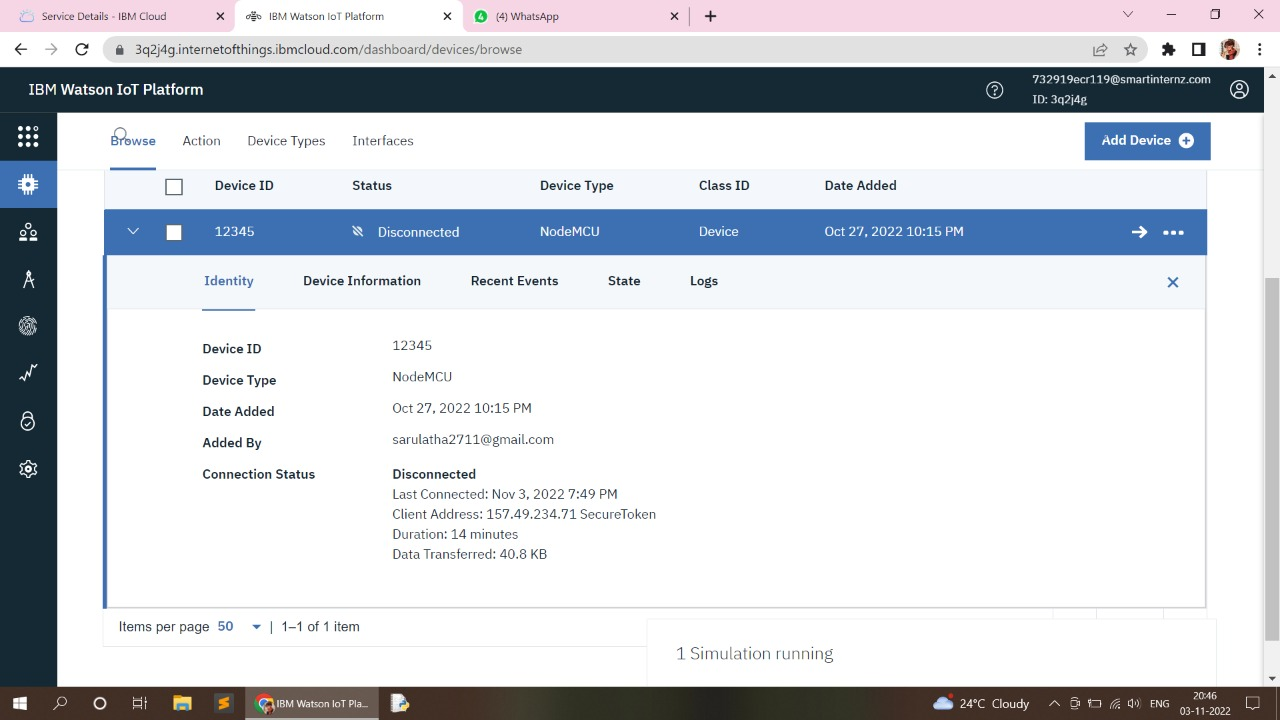 Service Details - IBM Cloud
IBM Watson IoT Platform
4
(4) WhatsApp
3q2j4g.internetofthings.ibmcloud.com/dashboard/devices/browse
IBM Watson IoT Platform
732919ecr119@smartinternz.com
ID: 3q2j4g
Browse Action Device Types Interfaces
Add Device
Device ID Status Device Type Class ID Date Added
12345 Disconnected NodeMCU Device Oct 27, 2022 10:15 PM
Identity Device Information Recent Events State Logs
Device ID 12345
Device Type NodeMCU
Date Added Oct 27, 2022 10:15 PM
Added By sarulatha2711@gmail.com
Connection Status Disconnected
Last Connected: Nov 3, 2022 7:49 PM
Client Address: 157.49.234.71 SecureToken
Duration: 14 minutes
Data Transferred: 40.8 KB
Items per page 50 | 1–1 of 1 item
1 Simulation running
IBM Watson IoT Pla...
24°C Cloudy
ENG
20:46
03-11-2022